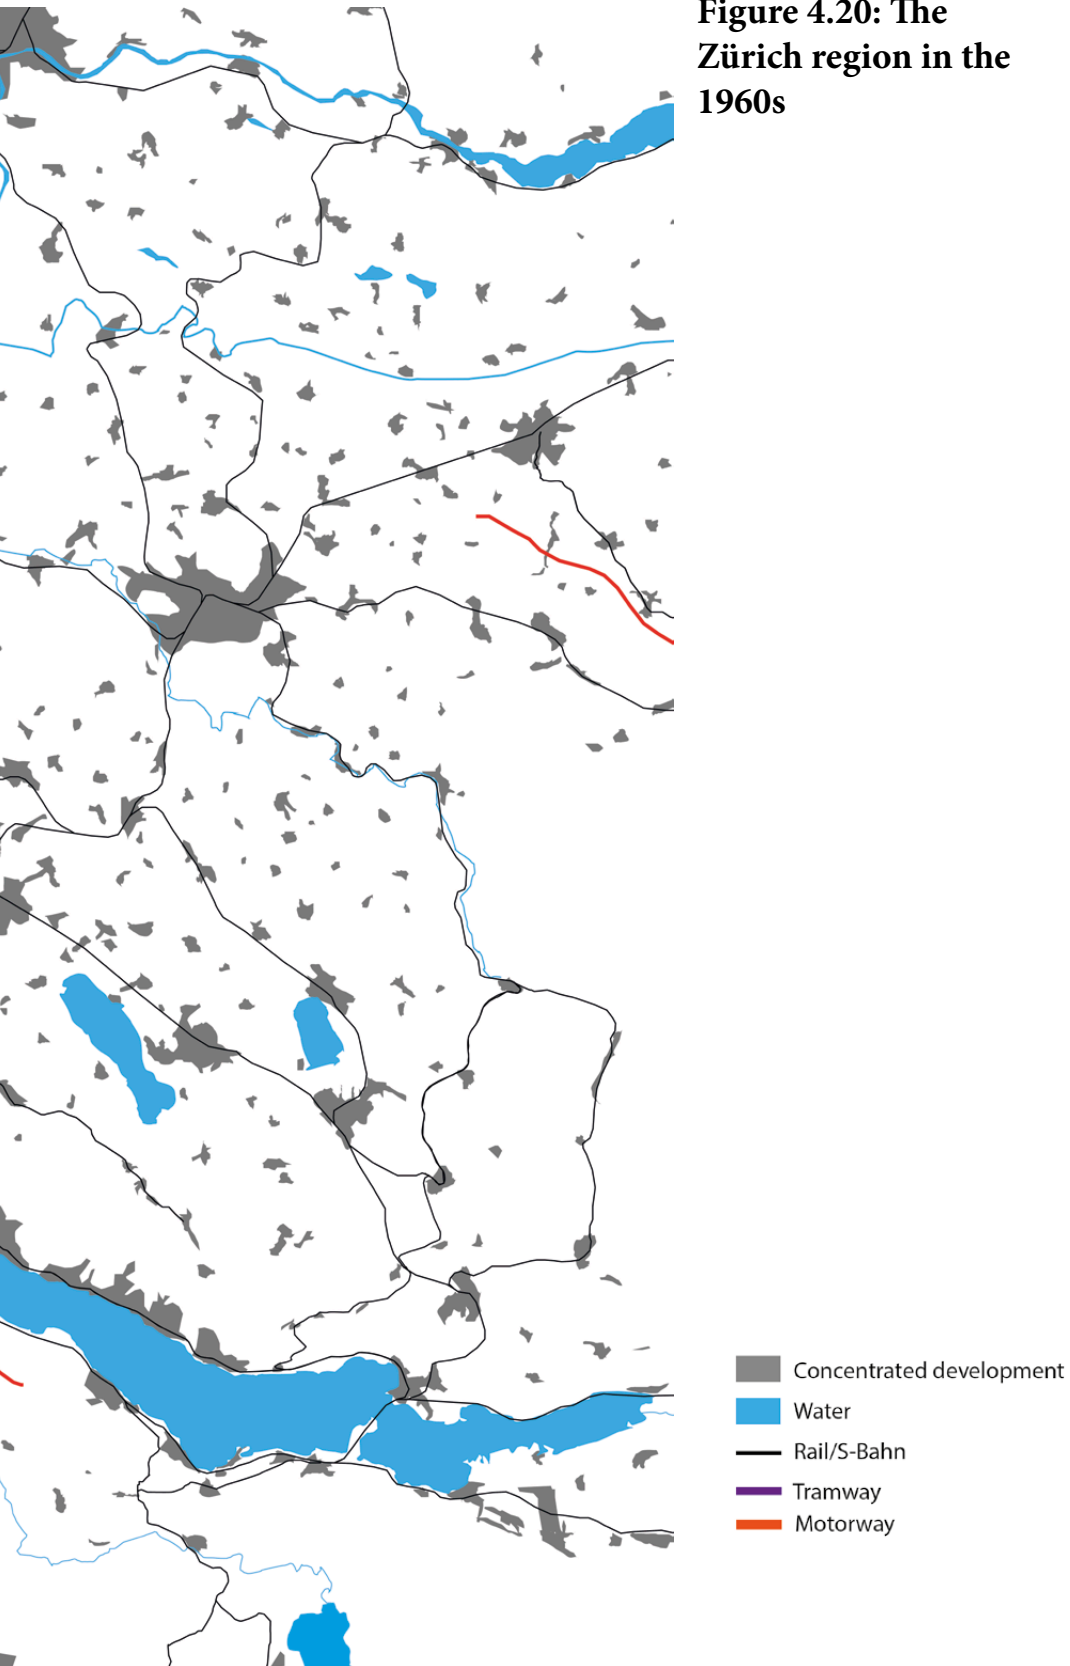 Figure 4.20: The
Zürich region in the
1960s
Concentrated development
Water
Rail/S-Bahn
Tramway
Motorway